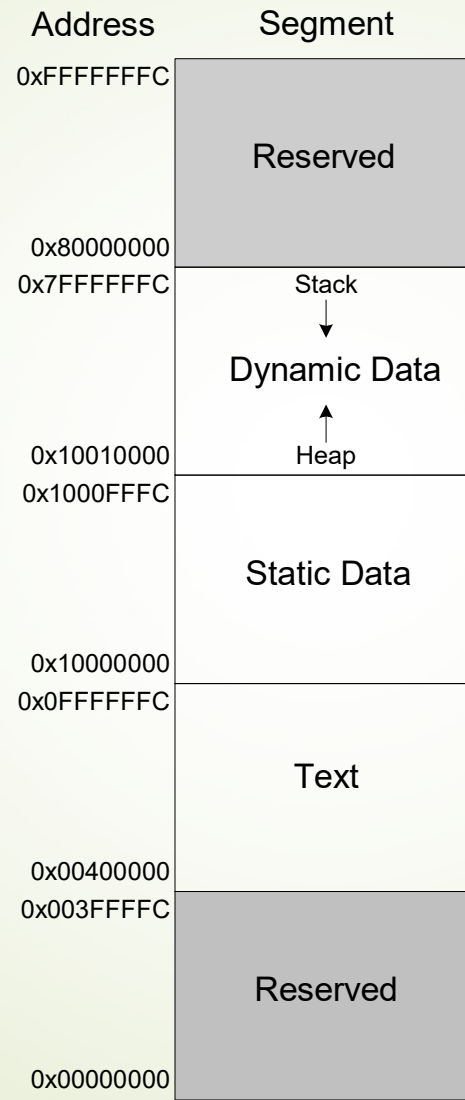 Address Segment
0xFFFFFFFC
Reserved
0x80000000
0x7FFFFFFC Stack
Dynamic Data
0x10010000 Heap
0x1000FFFC
Static Data
0x10000000
0x0FFFFFFC
Text
0x00400000
0x003FFFFC
Reserved
0x00000000